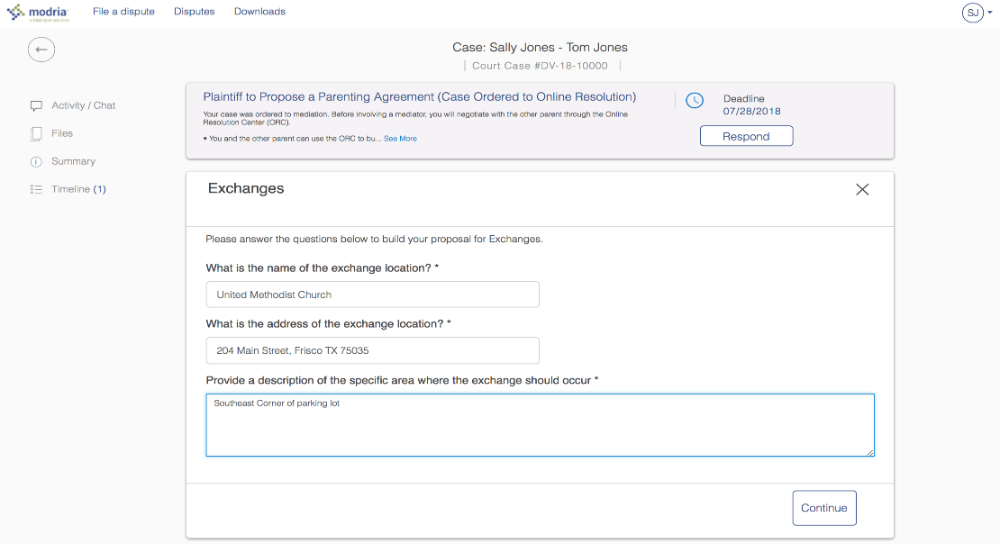 modria
a tyler solution
File a dispute
Disputes
Downloads
SJ
Case: Sally Jones - Tom Jones
| Court Case #DV-18-10000 |
Activity / Chat
Files
Summary
Timeline (1)
Plaintiff to Propose a Parenting Agreement (Case Ordered to Online Resolution)
Your case was ordered to mediation. Before involving a mediator, you will negotiate with the other parent through the Online
Resolution Center (ORC).
• You and the other parent can use the ORC to bu... See More
Deadline
07/28/2018
Respond
Exchanges
Please answer the questions below to build your proposal for Exchanges.
What is the name of the exchange location? *
United Methodist Church
What is the address of the exchange location? *
204 Main Street, Frisco TX 75035
Provide a description of the specific area where the exchange should occur *
Southeast Corner of parking lot
Continue